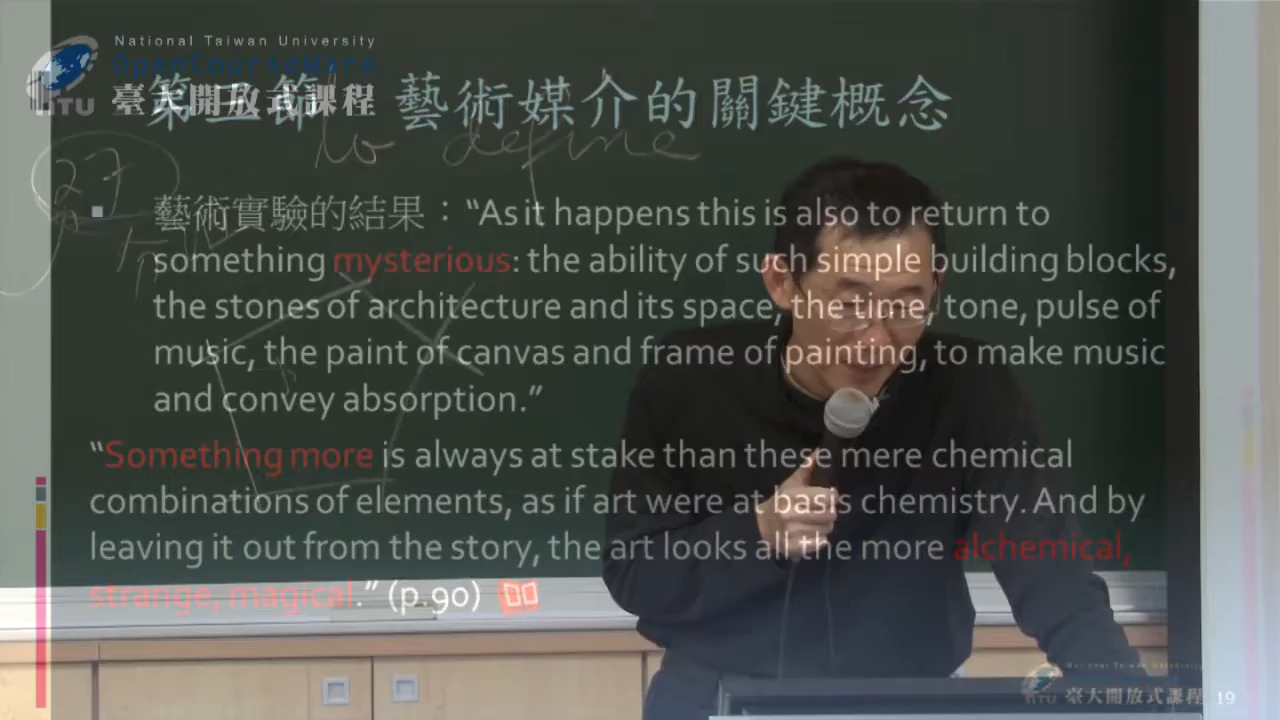 National Taiwan University
OpenCourseWare
臺大開放式課程
NTU
第二節 藝術媒介的關鍵概念
to define
藝術實驗的結果：“As it happens this is also to return to
something mysterious: the ability of such simple building blocks,
the stones of architecture and its space, the time, tone, pulse of
music, the paint of canvas and frame of painting, to make music
and convey absorption.”
“Something more is always at stake than these mere chemical
combinations of elements, as if art were at basis chemistry. And by
leaving it out from the story, the art looks all the more alchemical,
strange, magical.” (p.90)
National Taiwan University
NTU 臺大開放式課程 19